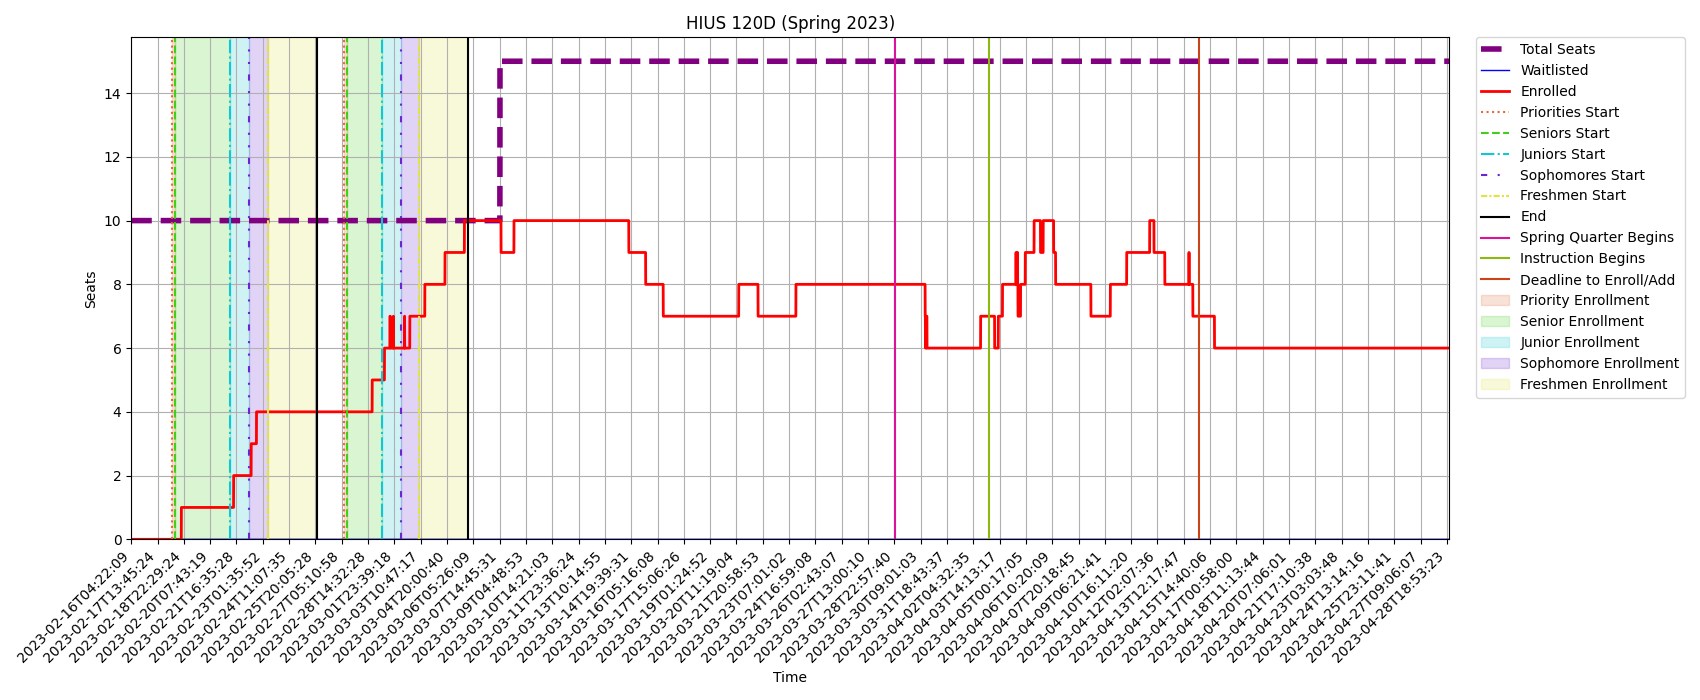 HIUS 120D (Spring 2023)
Seats
14
12
10
8
6
4
2
0
2023-02-16T04:22:09
2023-02-17T13:45:24
2023-02-18T22:29:24
2023-02-20T07:43:19
2023-02-21T16:35:28
2023-02-23T01:35:52
2023-02-24T11:07:35
2023-02-25T20:05:28
2023-02-27T05:10:58
2023-02-28T14:32:28
2023-03-01T23:39:18
2023-03-03T10:47:17
2023-03-04T20:00:40
2023-03-06T05:26:09
2023-03-07T14:45:31
2023-03-09T04:48:53
2023-03-10T14:21:03
2023-03-11T23:36:24
2023-03-13T10:14:55
2023-03-14T19:39:31
2023-03-16T05:16:08
2023-03-17T15:06:26
2023-03-19T01:24:52
2023-03-20T11:19:04
2023-03-21T20:58:53
2023-03-23T07:01:02
2023-03-24T16:59:08
2023-03-26T02:43:07
2023-03-27T13:00:10
2023-03-28T22:57:40
2023-03-30T09:01:03
2023-03-31T18:43:37
2023-04-02T04:32:35
2023-04-03T14:13:17
2023-04-05T00:17:05
2023-04-06T10:20:09
2023-04-07T20:18:45
2023-04-09T06:21:41
2023-04-10T16:11:20
2023-04-12T02:07:36
2023-04-13T12:17:47
2023-04-15T14:40:06
2023-04-17T00:58:00
2023-04-18T11:13:44
2023-04-20T07:06:01
2023-04-21T17:10:38
2023-04-23T03:03:48
2023-04-24T13:14:16
2023-04-25T23:11:41
2023-04-27T09:06:07
2023-04-28T18:53:23
Time
Total Seats
Waitlisted
Enrolled
Priorities Start
Seniors Start
Juniors Start
Sophomores Start
Freshmen Start
End
Spring Quarter Begins
Instruction Begins
Deadline to Enroll/Add
Priority Enrollment
Senior Enrollment
Junior Enrollment
Sophomore Enrollment
Freshmen Enrollment